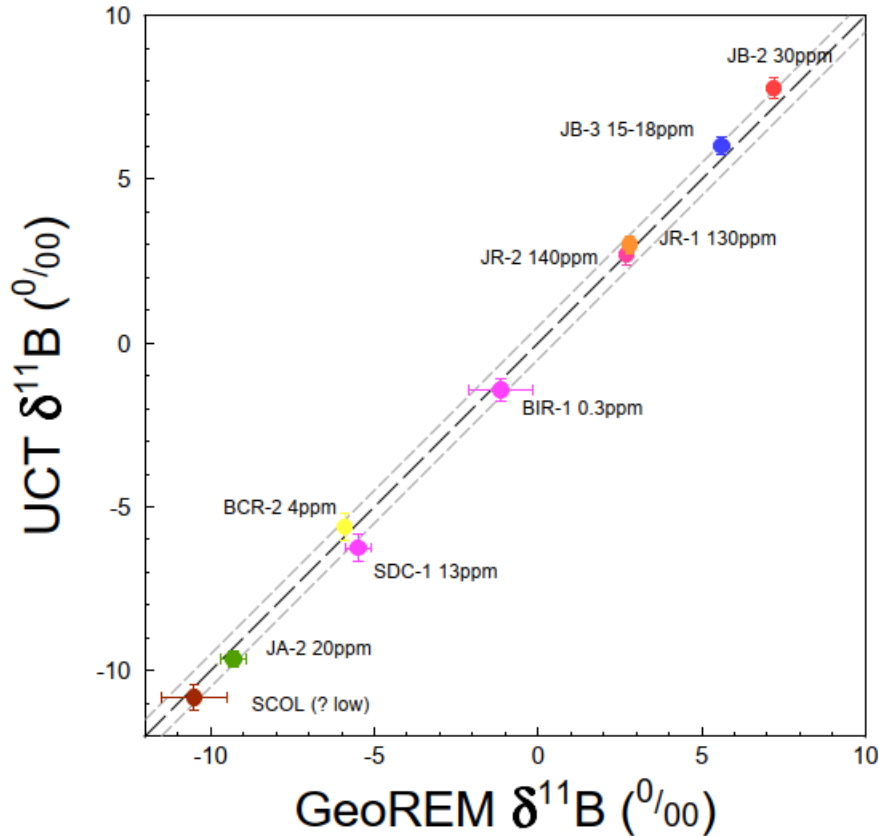 10
JB-2 30ppm
JB-3 15-18ppm
5
JR-1 130ppm
JR-2 140ppm
0
BIR-1 0.3ppm
BCR-2 4ppm
-5
SDC-1 13ppm
JA-2 20ppm
-10
SCOL (? low)
-10 -5 0 5 10
UCT δ¹¹B (⁰/₀₀)
GeoREM δ¹¹B (⁰/₀₀)